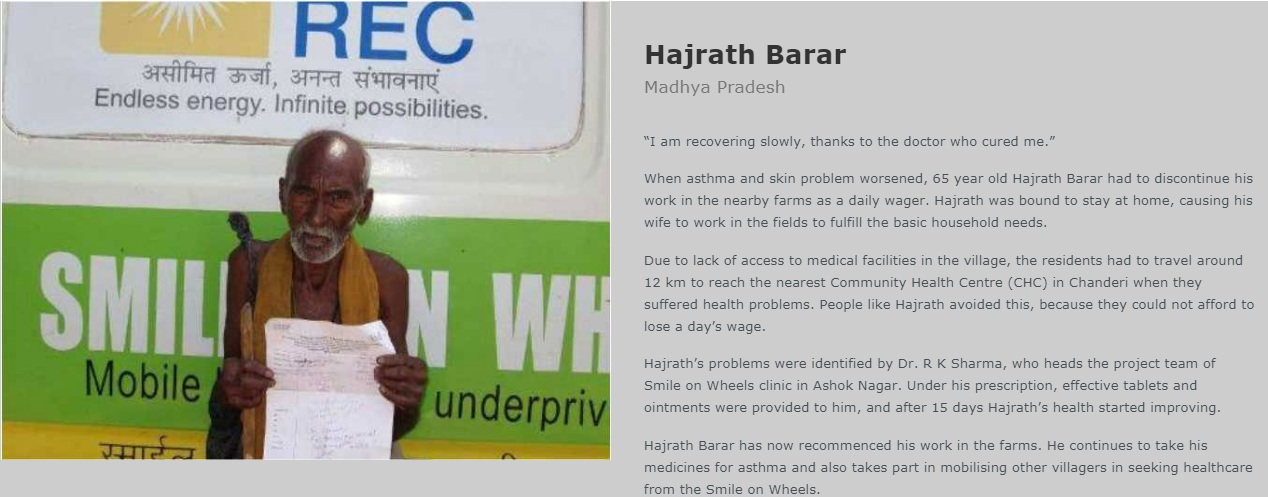 REC
असीमित ऊर्जा, अनन्त संभावनाएं
Endless energy. Infinite possibilities.
SMIL N WH
Mobile underpriv
स्माईल
Hajrath Barar
Madhya Pradesh
“I am recovering slowly, thanks to the doctor who cured me.”
When asthma and skin problem worsened, 65 year old Hajrath Barar had to discontinue his
work in the nearby farms as a daily wager. Hajrath was bound to stay at home, causing his
wife to work in the fields to fulfill the basic household needs.
Due to lack of access to medical facilities in the village, the residents had to travel around
12 km to reach the nearest Community Health Centre (CHC) in Chanderi when they
suffered health problems. People like Hajrath avoided this, because they could not afford to
lose a day’s wage.
Hajrath’s problems were identified by Dr. R K Sharma, who heads the project team of
Smile on Wheels clinic in Ashok Nagar. Under his prescription, effective tablets and
ointments were provided to him, and after 15 days Hajrath’s health started improving.
Hajrath Barar has now recommenced his work in the farms. He continues to take his
medicines for asthma and also takes part in mobilising other villagers in seeking healthcare
from the Smile on Wheels.